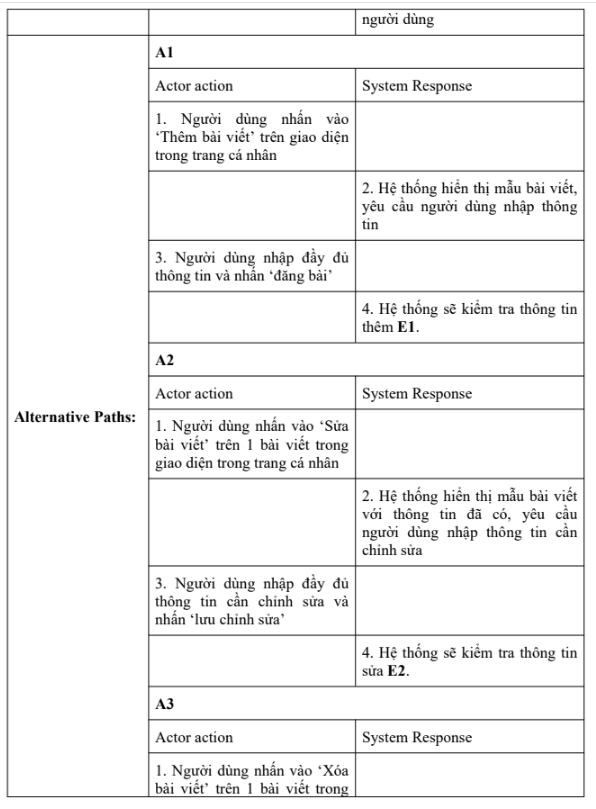 người dùng
A1
Actor action System Response
1. Người dùng nhấn vào
‘Thêm bài viết’ trên giao diện
trong trang cá nhân
2. Hệ thống hiển thị mẫu bài viết,
yêu cầu người dùng nhập thông
tin
3. Người dùng nhập đầy đủ
thông tin và nhấn ‘đăng bài’
4. Hệ thống sẽ kiểm tra thông tin
thêm E1.
A2
Actor action System Response
Alternative Paths:
1. Người dùng nhấn vào ‘Sửa
bài viết’ trên 1 bài viết trong
giao diện trong trang cá nhân
2. Hệ thống hiển thị mẫu bài viết
với thông tin đã có, yêu cầu
người dùng nhập thông tin cần
chỉnh sửa
3. Người dùng nhập đầy đủ
thông tin cần chỉnh sửa và
nhấn ‘lưu chỉnh sửa’
4. Hệ thống sẽ kiểm tra thông tin
sửa E2.
A3
Actor action System Response
1. Người dùng nhấn vào ‘Xóa
bài viết’ trên 1 bài viết trong